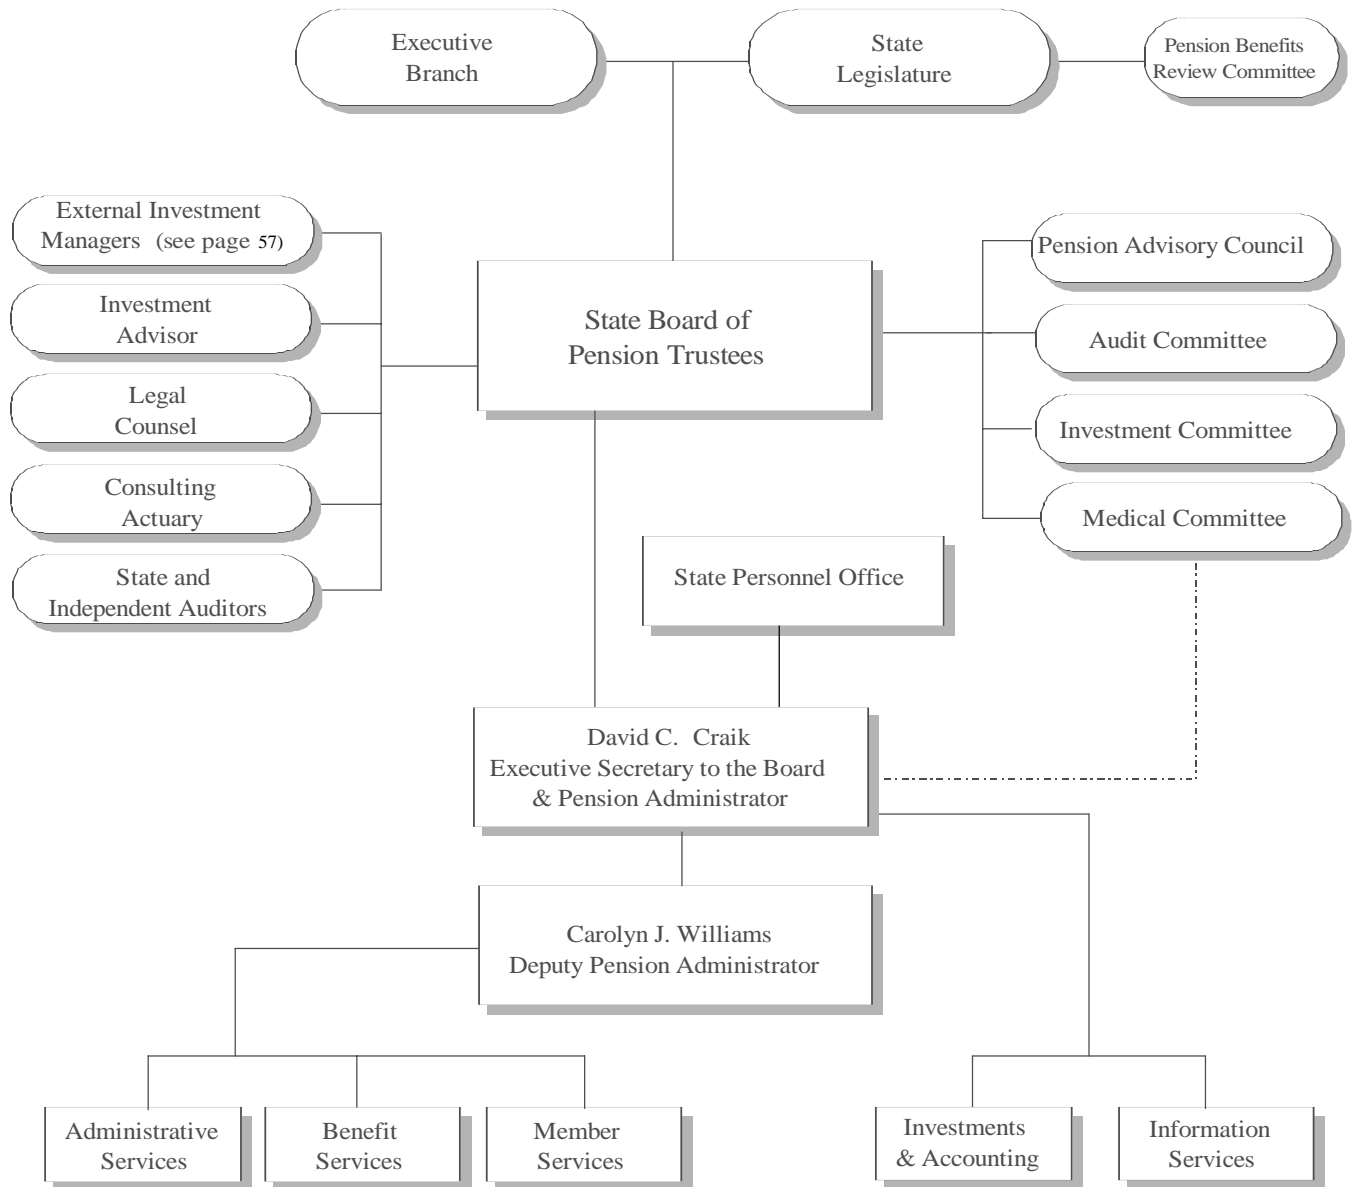 Executive
Branch
State
Legislature
Pension Benefits
Review Committee
External Investment
Managers (see page 57)
Investment
Advisor
Legal
Counsel
Consulting
Actuary
State and
Independent Auditors
State Board of
Pension Trustees
Pension Advisory Council
Audit Committee
Investment Committee
Medical Committee
State Personnel Office
David C. Craik
Executive Secretary to the Board
& Pension Administrator
Carolyn J. Williams
Deputy Pension Administrator
Administrative
Services
Benefit
Services
Member
Services
Investments
& Accounting
Information
Services